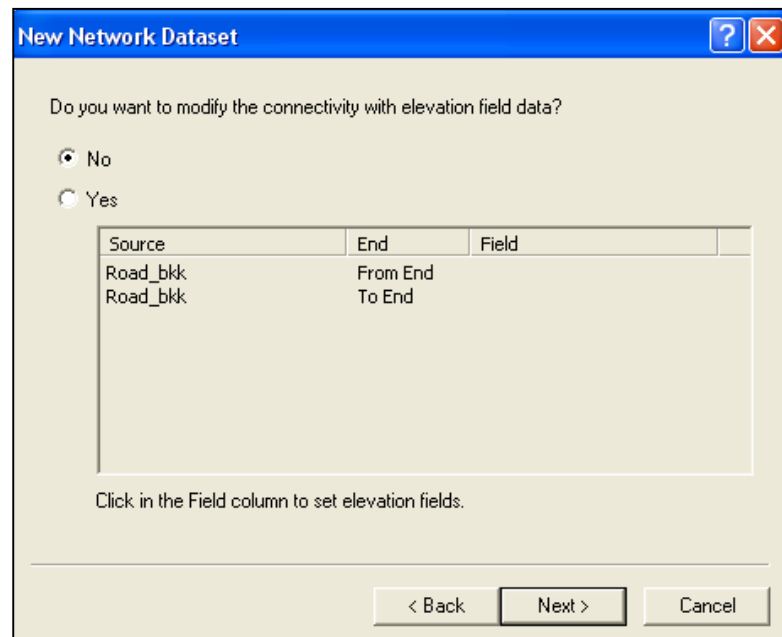 New Network Dataset
Do you want to modify the connectivity with elevation field data?
No
Yes
Source End Field
Road_bkk From End
Road_bkk To End
Click in the Field column to set elevation fields.
< Back Next > Cancel